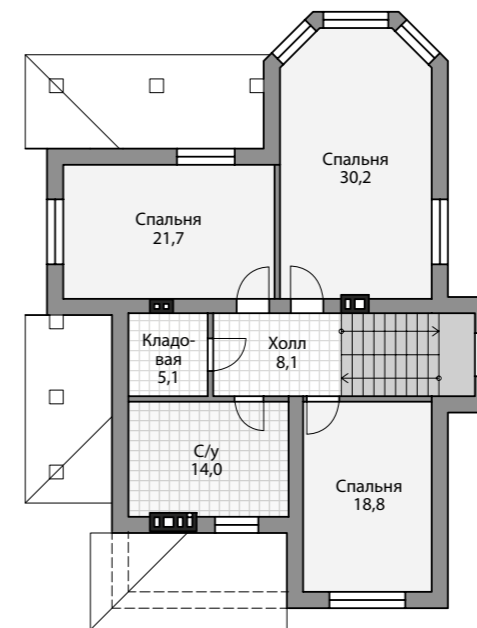 Спальня
30,2
Спальня
21,7
Кладо-
вая
5,1
Холл
8,1
С/у
14,0
Спальня
18,8